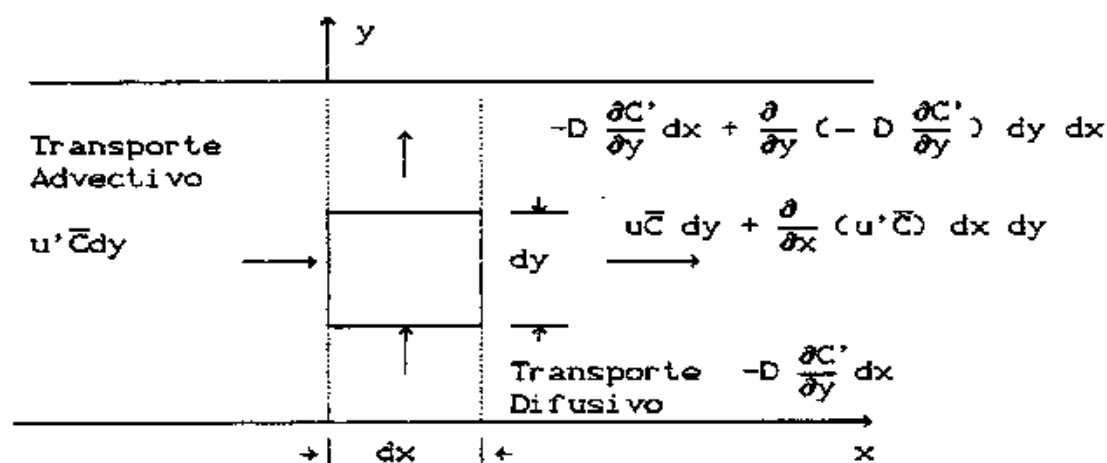 y
-D ∂C'/∂y dx + ∂/∂y (- D ∂C'/∂y) dy dx
Transporte
Advectivo
u'C̅dy
uC̅ dy + ∂/∂x (u'C̅) dx dy
dy
Transporte -D ∂C'/∂y dx
Difusivo
dx
x